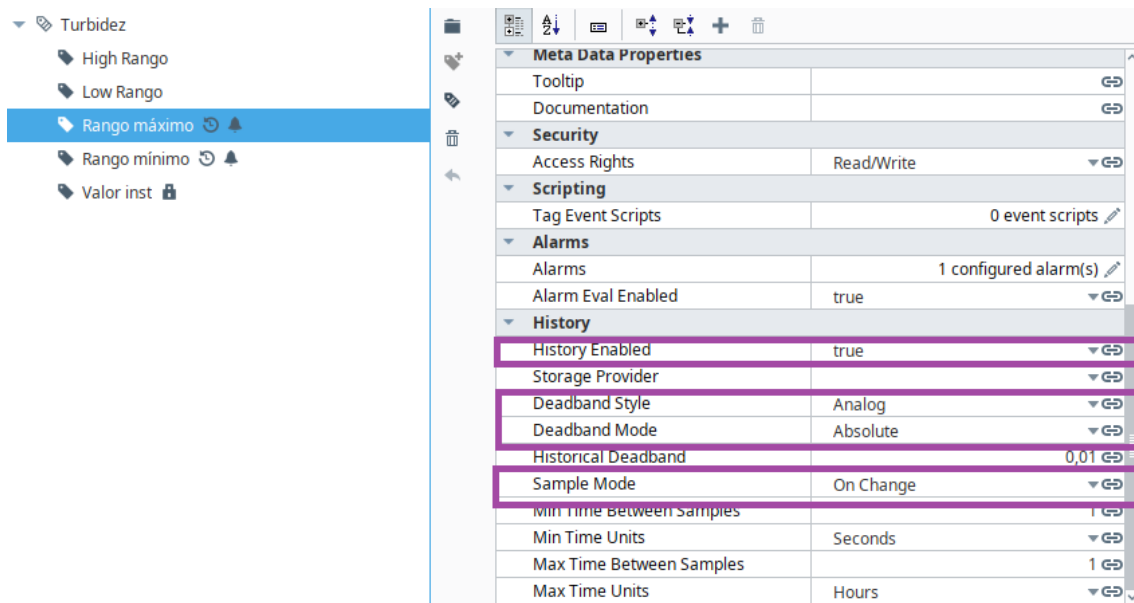 Turbidez
High Rango
Low Rango
Rango máximo
Rango mínimo
Valor inst
Meta Data Properties
Tooltip
Documentation
Security
Access Rights Read/Write
Scripting
Tag Event Scripts 0 event scripts
Alarms
Alarms 1 configured alarm(s)
Alarm Eval Enabled true
History
History Enabled true
Storage Provider
Deadband Style Analog
Deadband Mode Absolute
Historical Deadband 0,01
Sample Mode On Change
Min Time Between Samples 1
Min Time Units Seconds
Max Time Between Samples 1
Max Time Units Hours